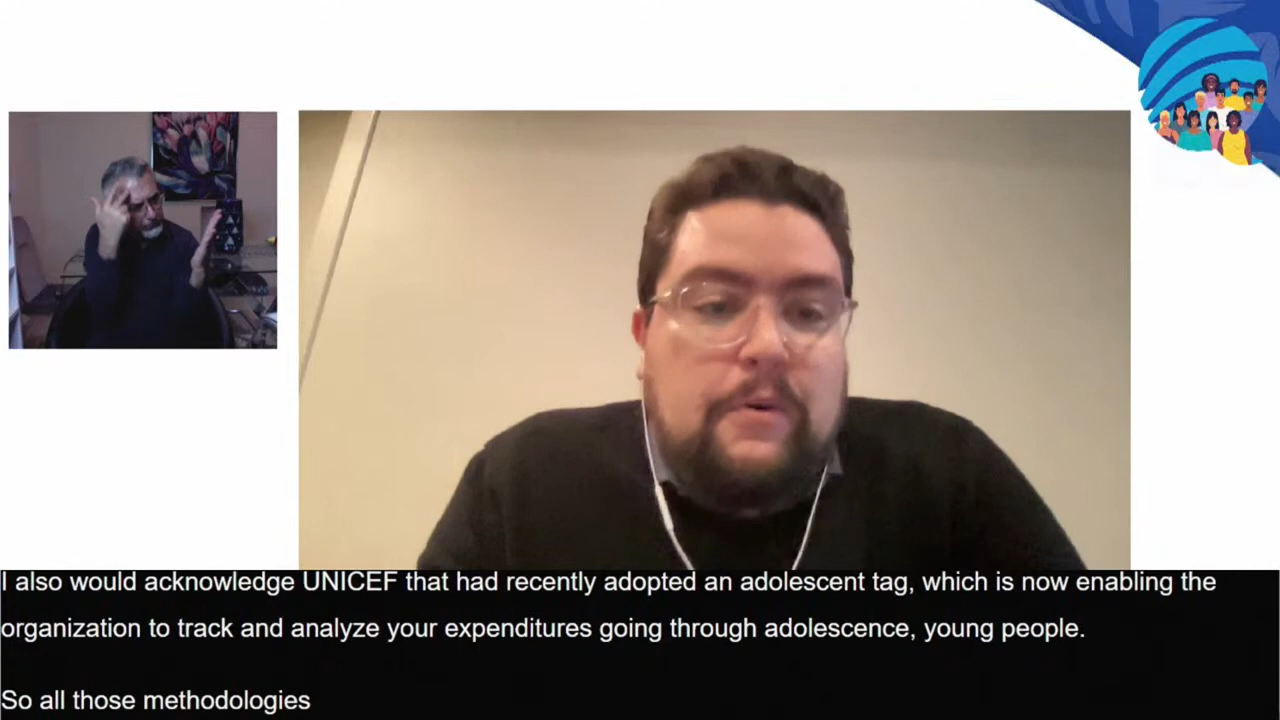 I also would acknowledge UNICEF that had recently adopted an adolescent tag, which is now enabling the
organization to track and analyze your expenditures going through adolescence, young people.
So all those methodologies